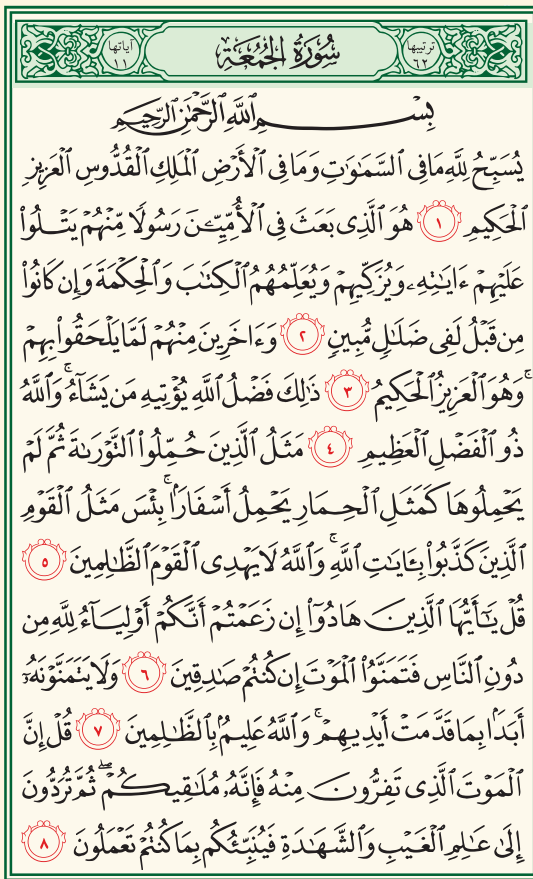 ترتيبها ٦٢ سُورَةُ الجُمُعَة آياتها ١١
بِسْمِ ٱللَّهِ ٱلرَّحْمَٰنِ ٱلرَّحِيمِ
يُسَبِّحُ لِلَّهِ مَا فِى ٱلسَّمَٰوَٰتِ وَمَا فِى ٱلْأَرْضِ ٱلْمَلِكِ ٱلْقُدُّوسِ ٱلْعَزِيزِ
ٱلْحَكِيمِ ١ هُوَ ٱلَّذِى بَعَثَ فِى ٱلْأُمِّيِّـۧنَ رَسُولًا مِّنْهُمْ يَتْلُوا۟
عَلَيْهِمْ ءَايَٰتِهِۦ وَيُزَكِّيهِمْ وَيُعَلِّمُهُمُ ٱلْكِتَٰبَ وَٱلْحِكْمَةَ وَإِن كَانُوا۟
مِن قَبْلُ لَفِى ضَلَٰلٍ مُّبِينٍ ٢ وَءَاخَرِينَ مِنْهُمْ لَمَّا يَلْحَقُوا۟ بِهِمْ
ۚ وَهُوَ ٱلْعَزِيزُ ٱلْحَكِيمُ ٣ ذَٰلِكَ فَضْلُ ٱللَّهِ يُؤْتِيهِ مَن يَشَآءُ ۚ وَٱللَّهُ
ذُو ٱلْفَضْلِ ٱلْعَظِيمِ ٤ مَثَلُ ٱلَّذِينَ حُمِّلُوا۟ ٱلتَّوْرَىٰةَ ثُمَّ لَمْ
يَحْمِلُوهَا كَمَثَلِ ٱلْحِمَارِ يَحْمِلُ أَسْفَارًۢا ۚ بِئْسَ مَثَلُ ٱلْقَوْمِ
ٱلَّذِينَ كَذَّبُوا۟ بِـَٔايَٰتِ ٱللَّهِ ۚ وَٱللَّهُ لَا يَهْدِى ٱلْقَوْمَ ٱلظَّٰلِمِينَ ٥
قُلْ يَٰٓأَيُّهَا ٱلَّذِينَ هَادُوٓا۟ إِن زَعَمْتُمْ أَنَّكُمْ أَوْلِيَآءُ لِلَّهِ مِن
دُونِ ٱلنَّاسِ فَتَمَنَّوُا۟ ٱلْمَوْتَ إِن كُنتُمْ صَٰدِقِينَ ٦ وَلَا يَتَمَنَّوْنَهُۥٓ
أَبَدًۢا بِمَا قَدَّمَتْ أَيْدِيهِمْ ۚ وَٱللَّهُ عَلِيمٌۢ بِٱلظَّٰلِمِينَ ٧ قُلْ إِنَّ
ٱلْمَوْتَ ٱلَّذِى تَفِرُّونَ مِنْهُ فَإِنَّهُۥ مُلَٰقِيكُمْ ۖ ثُمَّ تُرَدُّونَ
إِلَىٰ عَٰلِمِ ٱلْغَيْبِ وَٱلشَّهَٰدَةِ فَيُنَبِّئُكُم بِمَا كُنتُمْ تَعْمَلُونَ ٨